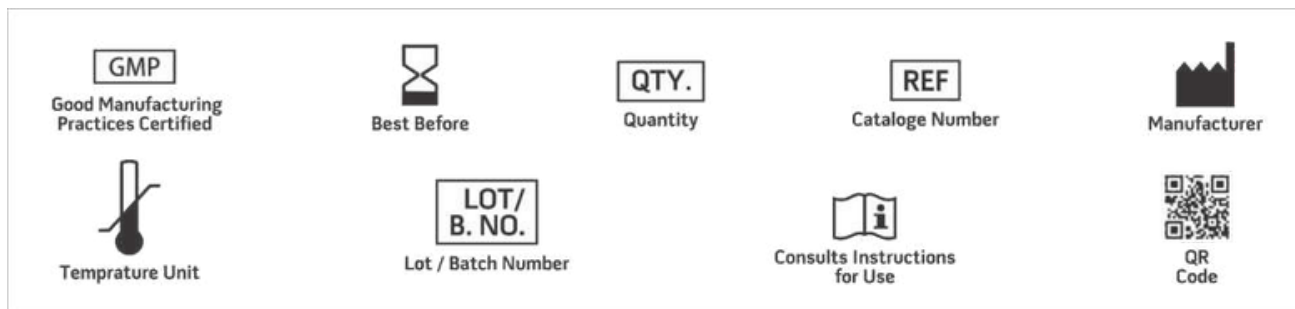 GMP
Good Manufacturing
Practices Certified
Best Before
QTY.
Quantity
REF
Cataloge Number
Manufacturer
Temprature Unit
LOT/
B. NO.
Lot / Batch Number
i
Consults Instructions
for Use
QR
Code